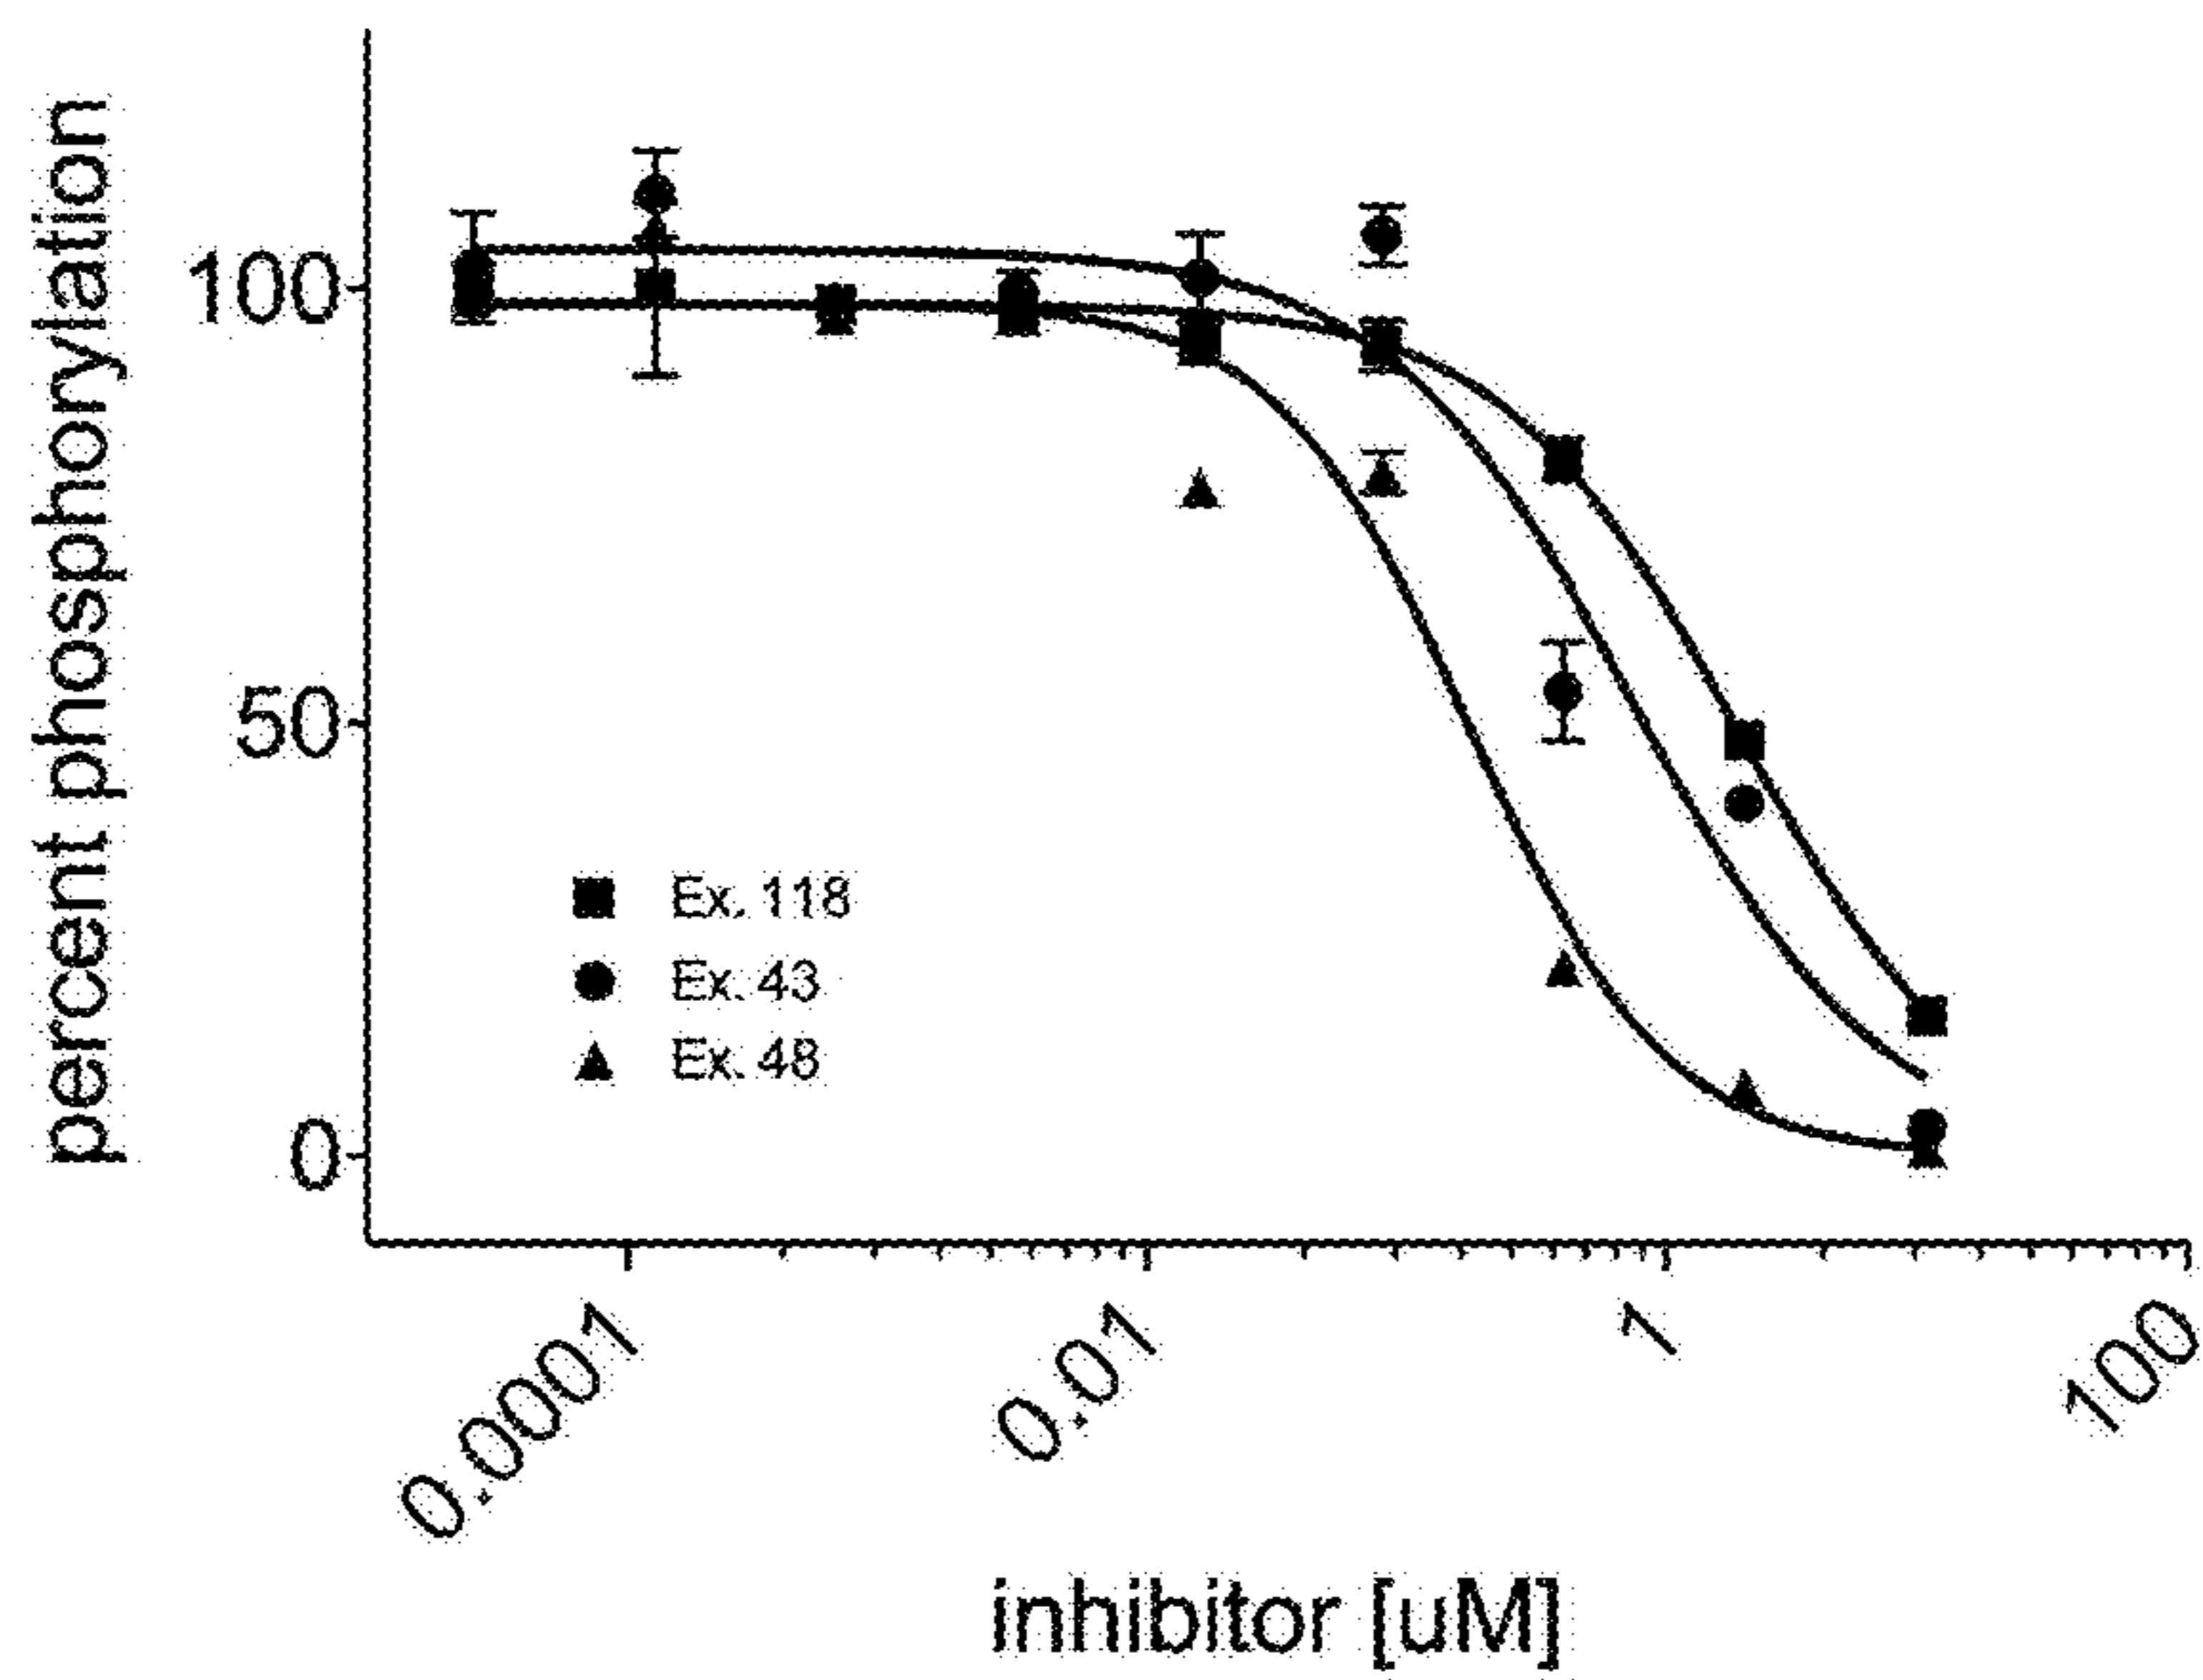 percent phosphorylation
100
50
0
Ex. 118
Ex. 43
Ex. 48
0.0001
0.01
1
100
inhibitor [uM]